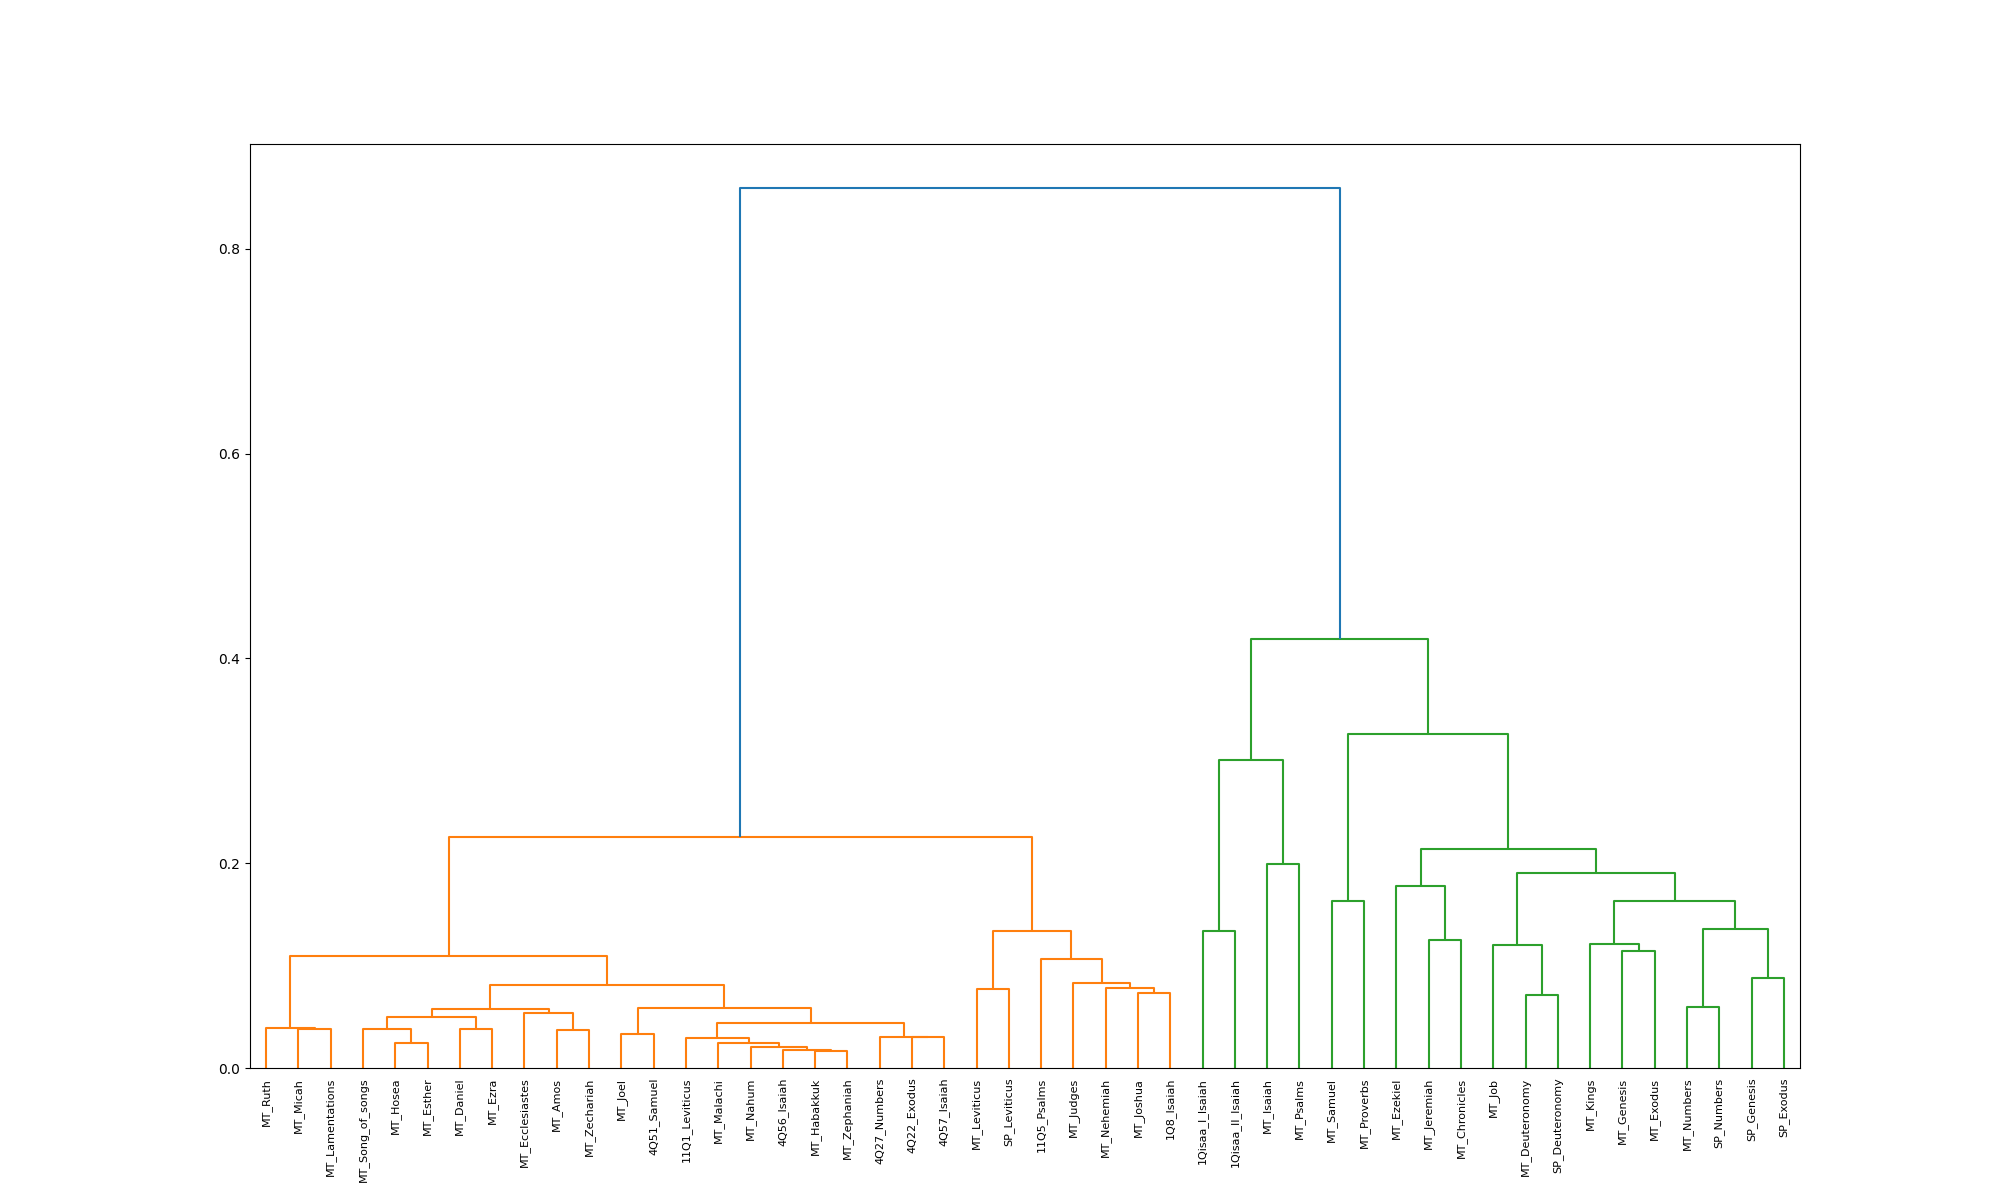 0.8
0.6
0.4
0.2
0.0
MT_Ruth
MT_Micah
MT_Lamentations
MT_Song_of_songs
MT_Hosea
MT_Esther
MT_Daniel
MT_Ezra
MT_Ecclesiastes
MT_Amos
MT_Zechariah
MT_Joel
4Q51_Samuel
11Q1_Leviticus
MT_Malachi
MT_Nahum
4Q56_Isaiah
MT_Habakkuk
MT_Zephaniah
4Q27_Numbers
4Q22_Exodus
4Q57_Isaiah
MT_Leviticus
SP_Leviticus
11Q5_Psalms
MT_Judges
MT_Nehemiah
MT_Joshua
1Q8_Isaiah
1Qisaa_I_Isaiah
1Qisaa_II_Isaiah
MT_Isaiah
MT_Psalms
MT_Samuel
MT_Proverbs
MT_Ezekiel
MT_Jeremiah
MT_Chronicles
MT_Job
MT_Deuteronomy
SP_Deuteronomy
MT_Kings
MT_Genesis
MT_Exodus
MT_Numbers
SP_Numbers
SP_Genesis
SP_Exodus